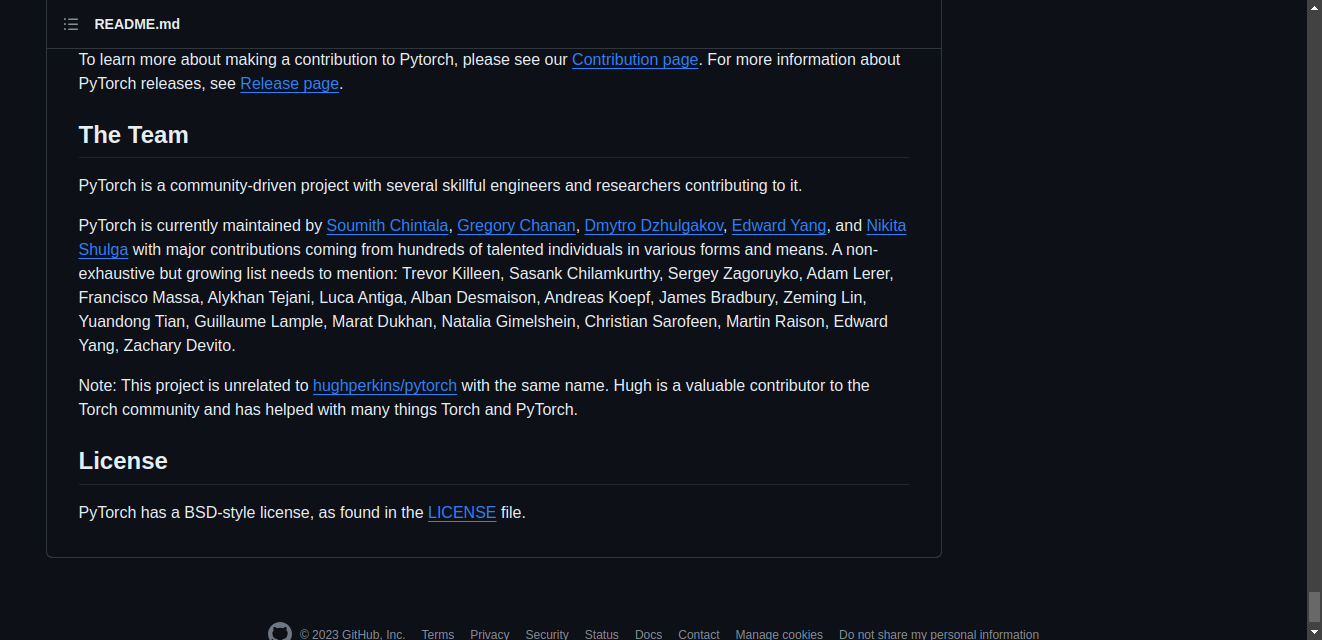 README.md
To learn more about making a contribution to Pytorch, please see our Contribution page. For more information about
PyTorch releases, see Release page.
The Team
PyTorch is a community-driven project with several skillful engineers and researchers contributing to it.
PyTorch is currently maintained by Soumith Chintala, Gregory Chanan, Dmytro Dzhulgakov, Edward Yang, and Nikita
Shulga with major contributions coming from hundreds of talented individuals in various forms and means. A non-
exhaustive but growing list needs to mention: Trevor Killeen, Sasank Chilamkurthy, Sergey Zagoruyko, Adam Lerer,
Francisco Massa, Alykhan Tejani, Luca Antiga, Alban Desmaison, Andreas Koepf, James Bradbury, Zeming Lin,
Yuandong Tian, Guillaume Lample, Marat Dukhan, Natalia Gimelshein, Christian Sarofeen, Martin Raison, Edward
Yang, Zachary Devito.
Note: This project is unrelated to hughperkins/pytorch with the same name. Hugh is a valuable contributor to the
Torch community and has helped with many things Torch and PyTorch.
License
PyTorch has a BSD-style license, as found in the LICENSE file.
© 2023 GitHub, Inc. Terms Privacy Security Status Docs Contact Manage cookies Do not share my personal information